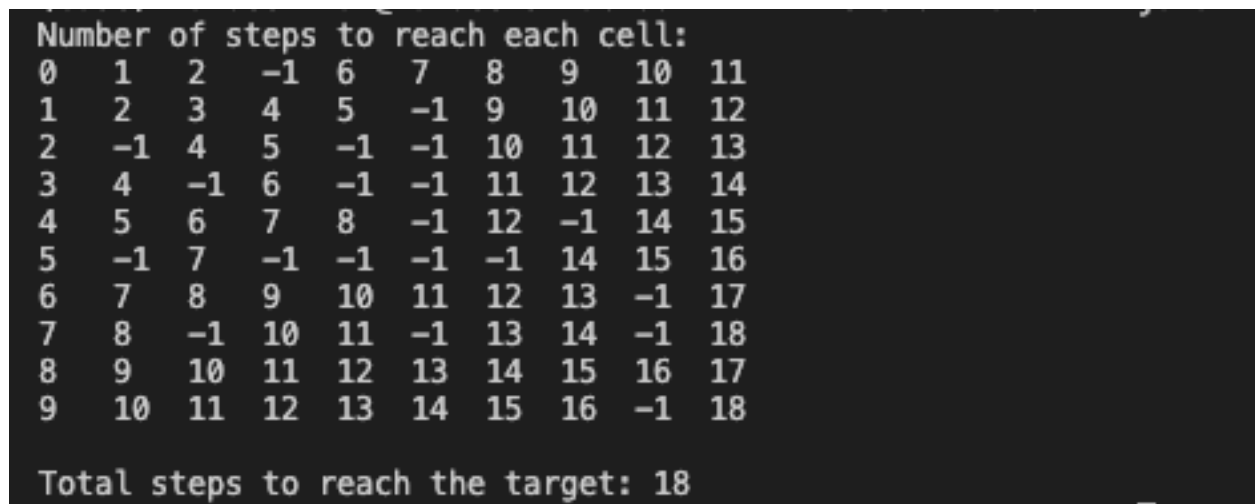 Number of steps to reach each cell:
0 1 2 -1 6 7 8 9 10 11
1 2 3 4 5 -1 9 10 11 12
2 -1 4 5 -1 -1 10 11 12 13
3 4 -1 6 -1 -1 11 12 13 14
4 5 6 7 8 -1 12 -1 14 15
5 -1 7 -1 -1 -1 -1 14 15 16
6 7 8 9 10 11 12 13 -1 17
7 8 -1 10 11 -1 13 14 -1 18
8 9 10 11 12 13 14 15 16 17
9 10 11 12 13 14 15 16 -1 18
Total steps to reach the target: 18